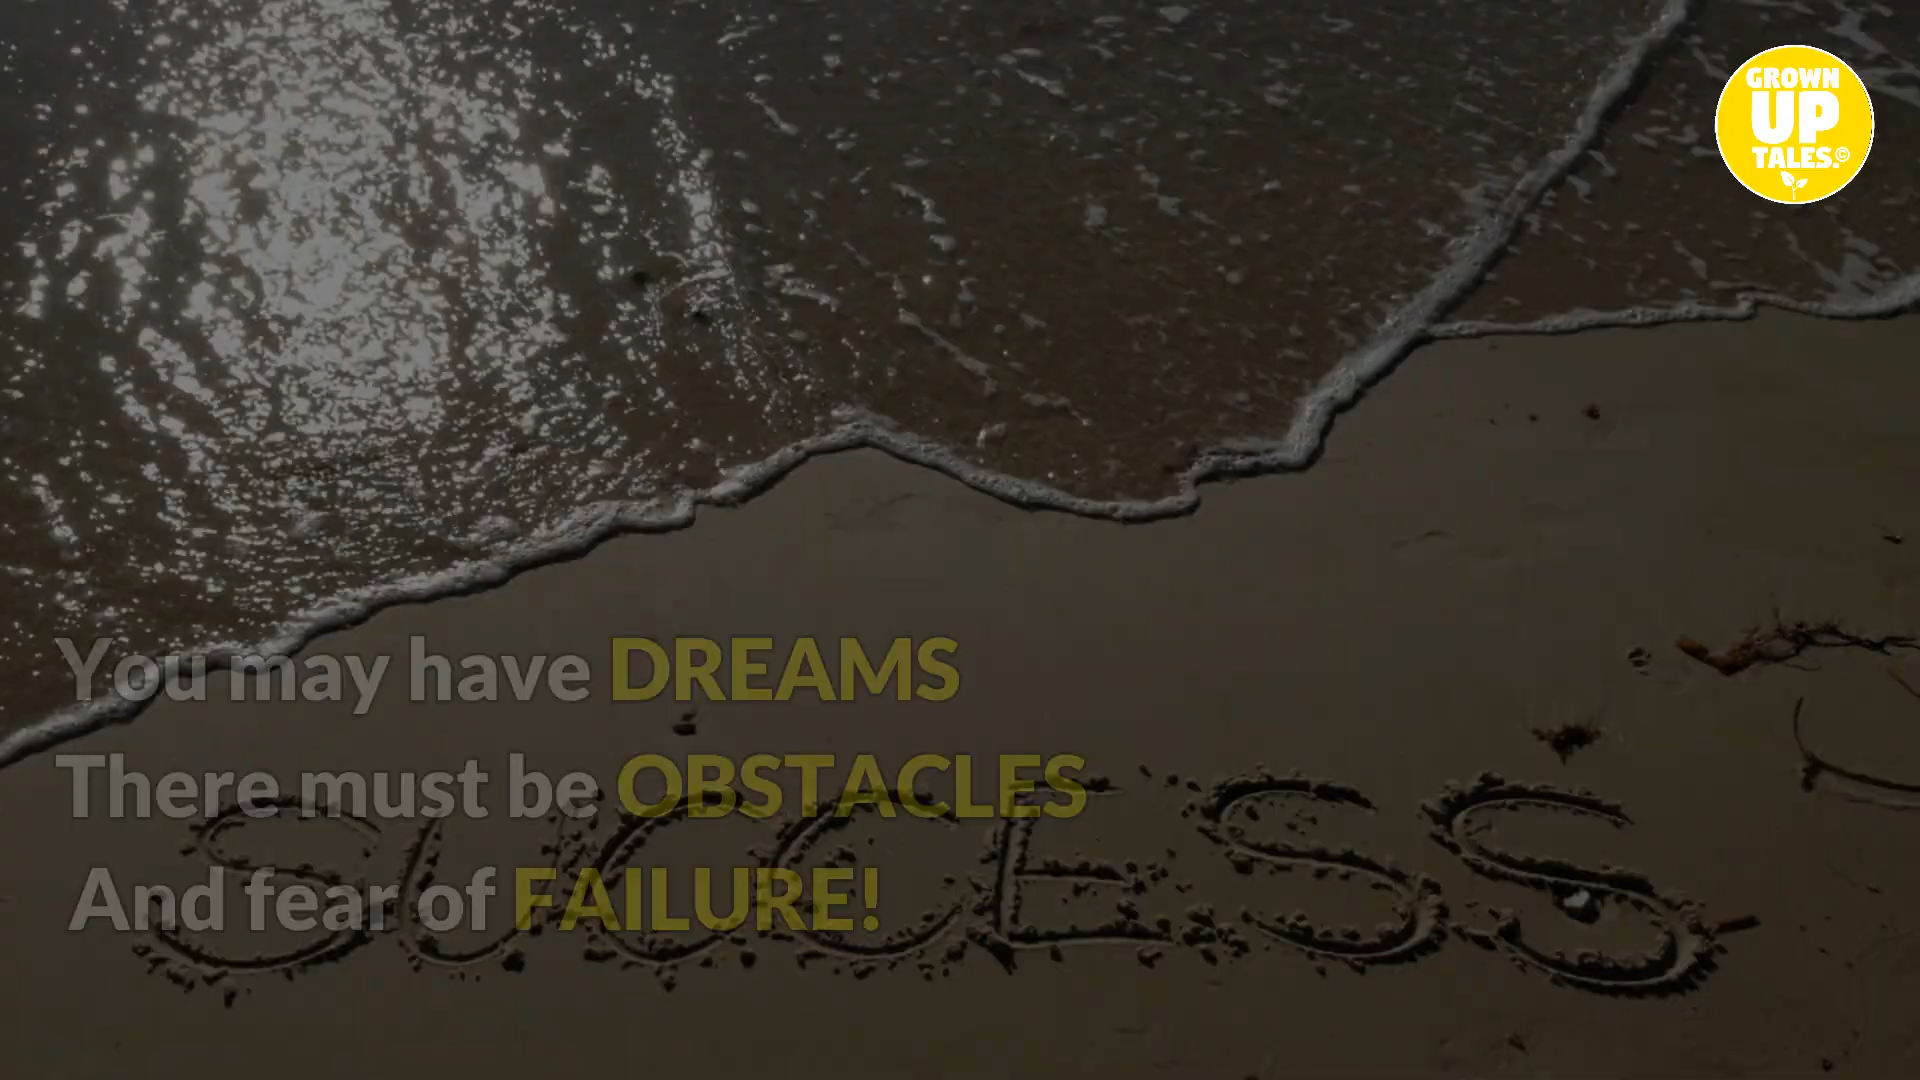 GROWN
UP
TALES.©
You may have DREAMS
There must be OBSTACLES
And fear of FAILURE!
SUCCESS